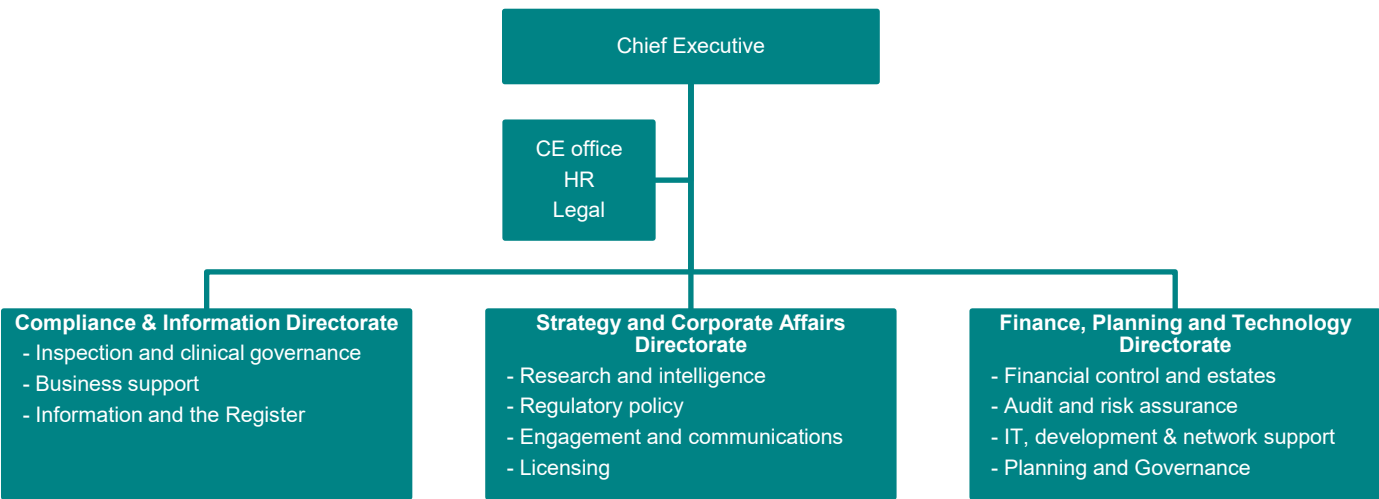 Chief Executive
CE office
HR
Legal
Compliance & Information Directorate
- Inspection and clinical governance
- Business support
- Information and the Register
Strategy and Corporate Affairs
Directorate
- Research and intelligence
- Regulatory policy
- Engagement and communications
- Licensing
Finance, Planning and Technology
Directorate
- Financial control and estates
- Audit and risk assurance
- IT, development & network support
- Planning and Governance